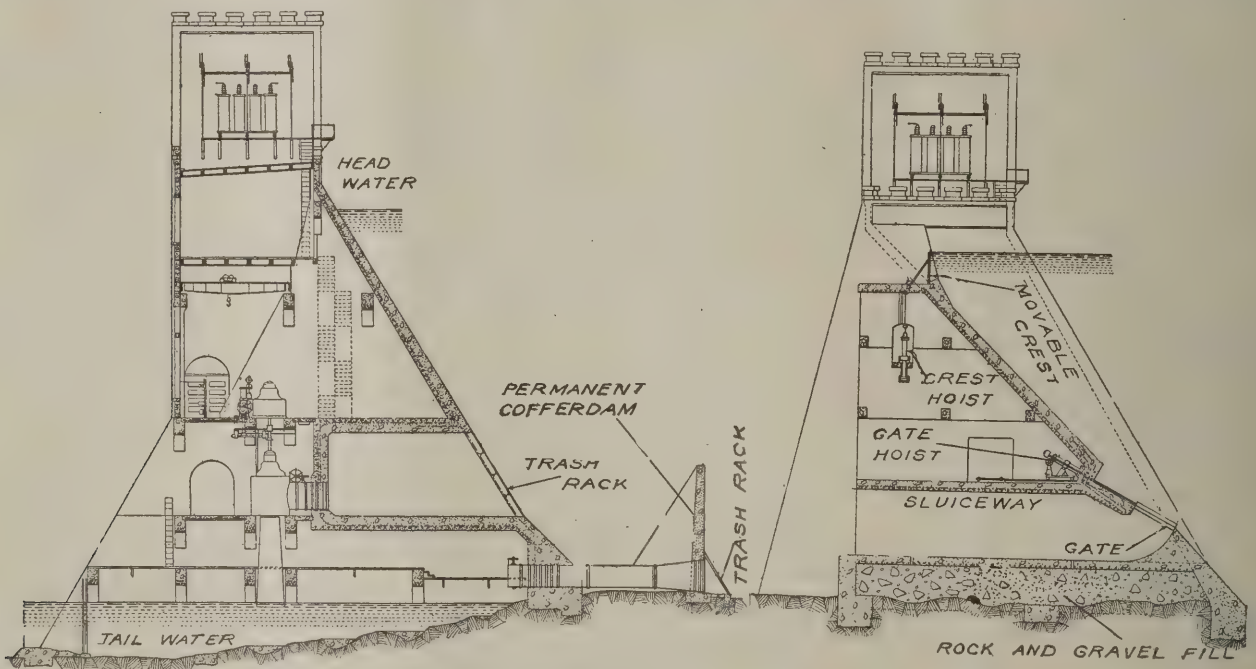 HEAD
WATER
PERMANENT
COFFERDAM
TRASH
RACK
TRASH RACK
TAIL WATER
MOVABLE
CREST
CREST
HOIST
GATE
HOIST
SLUICEWAY
GATE
ROCK AND GRAVEL FILL